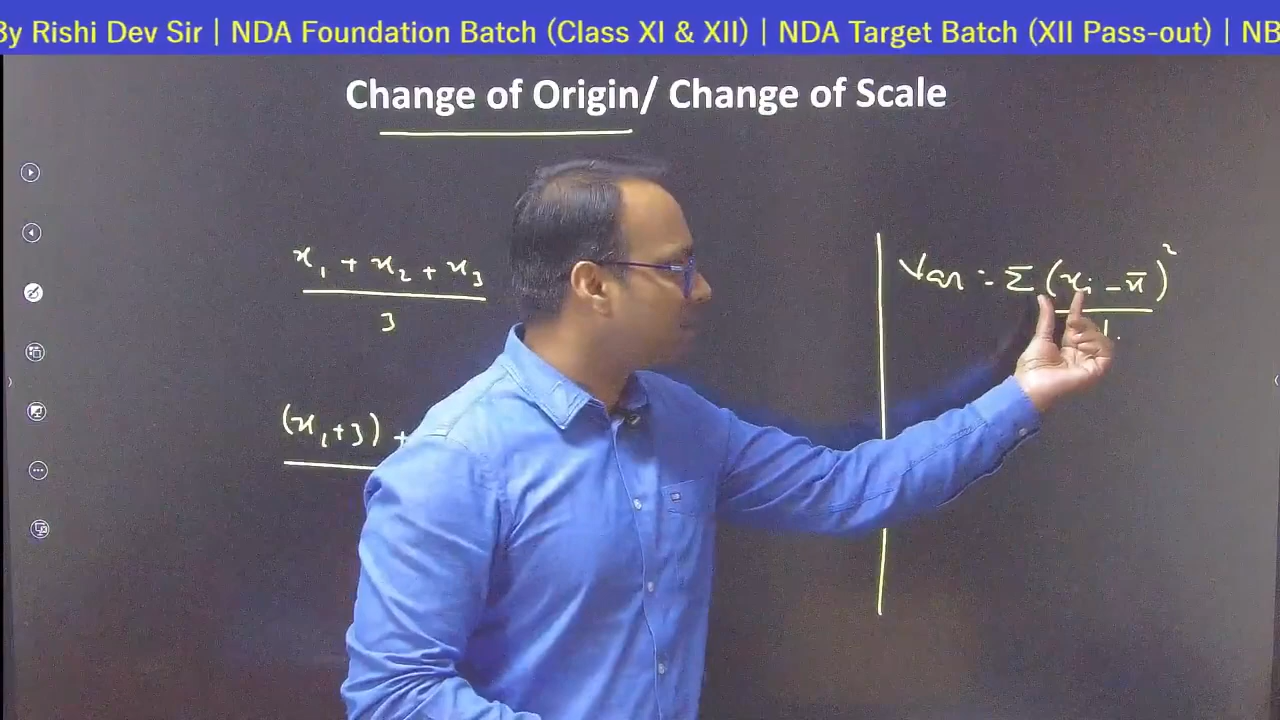 By Rishi Dev Sir | NDA Foundation Batch (Class XI & XII) | NDA Target Batch (XII Pass-out) | NB
Change of Origin/ Change of Scale
x₁ + x₂ + x₃
3
(x₁+3) +
Var = Σ (xᵢ - x̄)²